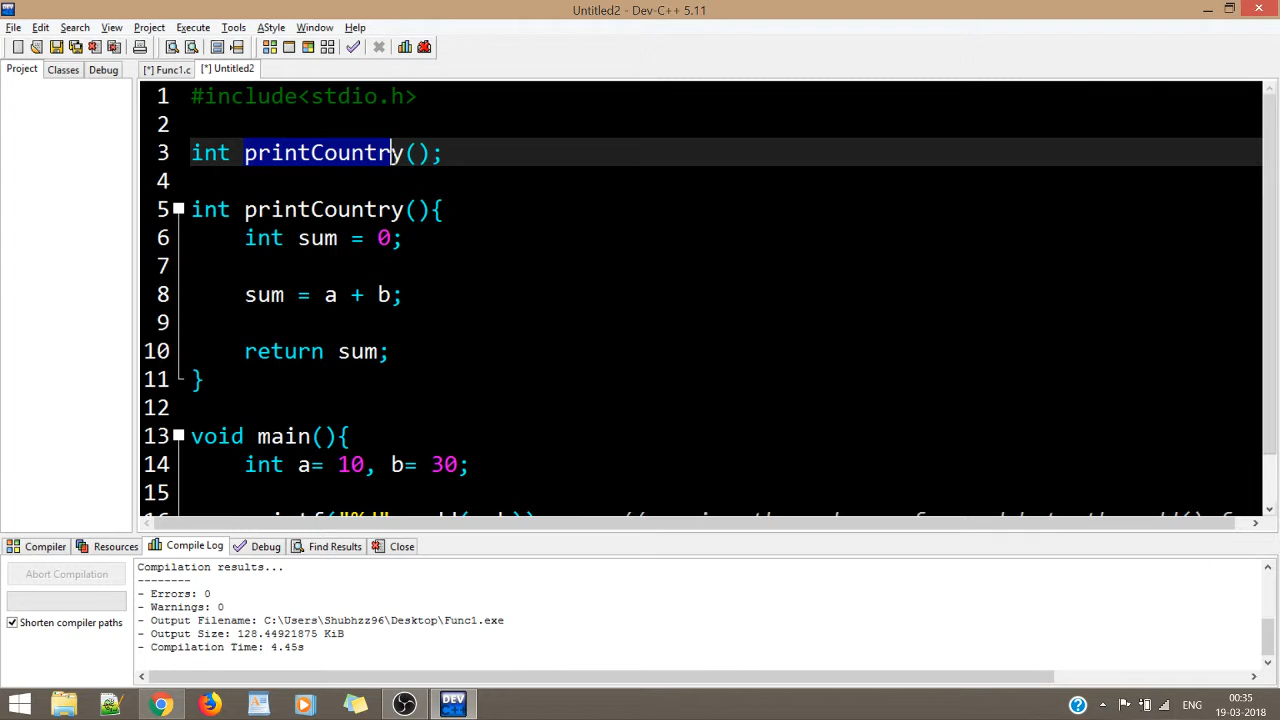 Untitled2 - Dev-C++ 5.11
File Edit Search View Project Execute Tools AStyle Window Help
Project Classes Debug [*] Func1.c [*] Untitled2
1 #include<stdio.h>
2
3 int printCountry();
4
5 int printCountry(){
6 int sum = 0;
7
8 sum = a + b;
9
10 return sum;
11 }
12
13 void main(){
14 int a= 10, b= 30;
15
Compiler Resources Compile Log Debug Find Results Close
Abort Compilation
Shorten compiler paths
Compilation results...
--------
- Errors: 0
- Warnings: 0
- Output Filename: C:\Users\Shubhzz96\Desktop\Func1.exe
- Output Size: 128.44921875 KiB
- Compilation Time: 4.45s
DEV
ENG
00:35
19-03-2018